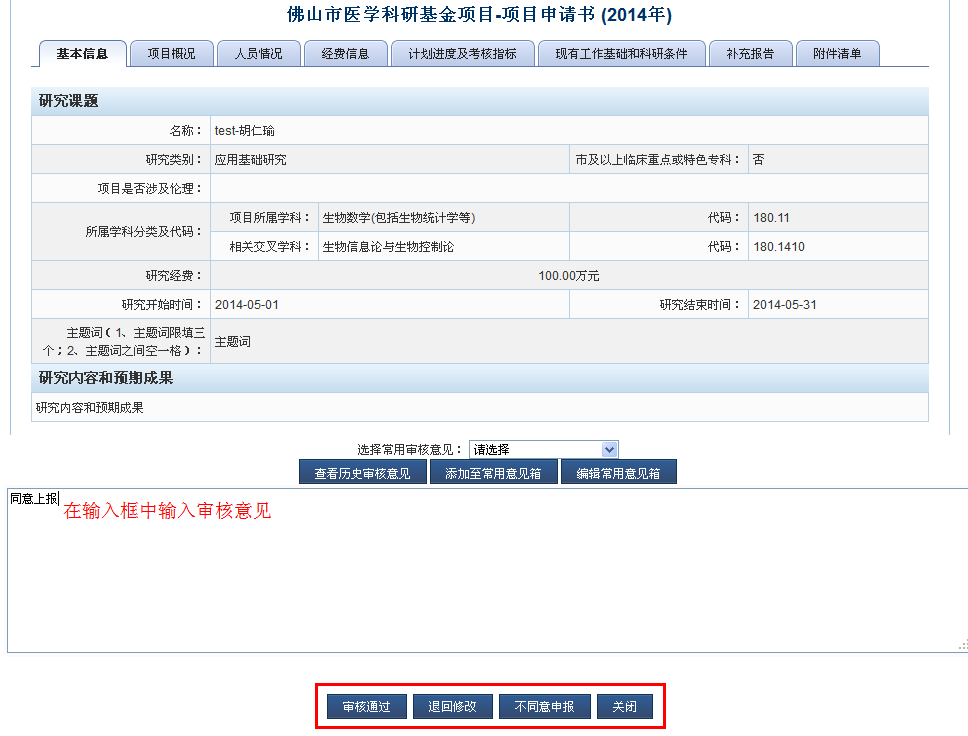 佛山市医学科研基金项目-项目申请书 (2014年)
基本信息 项目概况 人员情况 经费信息 计划进度及考核指标 现有工作基础和科研条件 补充报告 附件清单
研究课题
名称： test-胡仁瑜
研究类别： 应用基础研究 市及以上临床重点或特色专科： 否
项目是否涉及伦理：
所属学科分类及代码： 项目所属学科： 生物数学(包括生物统计学等) 代码： 180.11
相关交叉学科： 生物信息论与生物控制论 代码： 180.1410
研究经费： 100.00万元
研究开始时间： 2014-05-01 研究结束时间： 2014-05-31
主题词（1、主题词限填三
个；2、主题词之间空一格）： 主题词
研究内容和预期成果
研究内容和预期成果
选择常用审核意见： 请选择
查看历史审核意见 添加至常用意见箱 编辑常用意见箱
同意上报
在输入框中输入审核意见
审核通过 退回修改 不同意申报 关闭